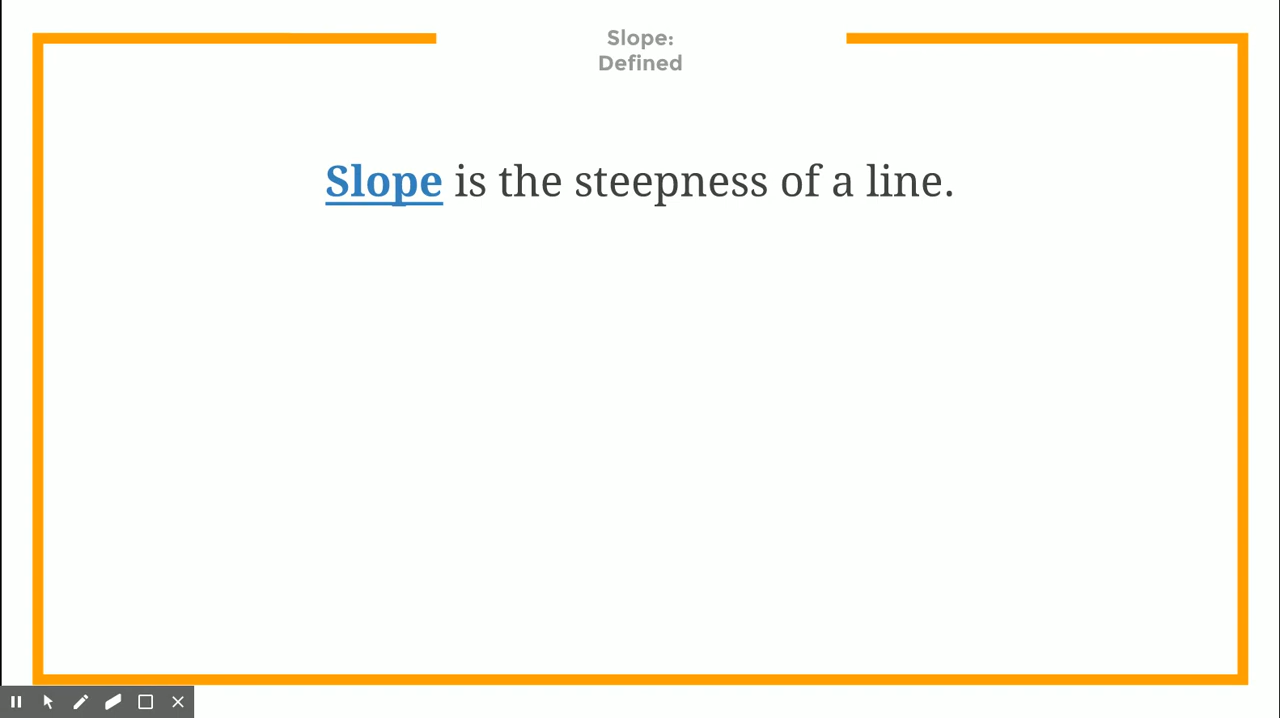 Slope:
Defined
Slope is the steepness of a line.